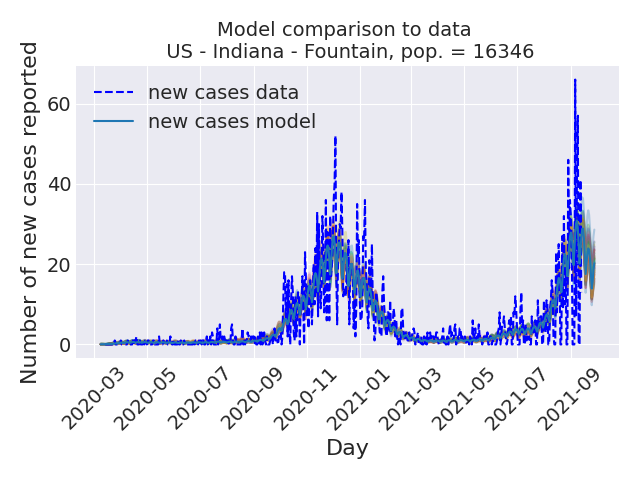 Model comparison to data
US - Indiana - Fountain, pop. = 16346
Number of new cases reported
60
40
20
0
new cases data
new cases model
2020-03
2020-05
2020-07
2020-09
2020-11
2021-01
2021-03
2021-05
2021-07
2021-09
Day